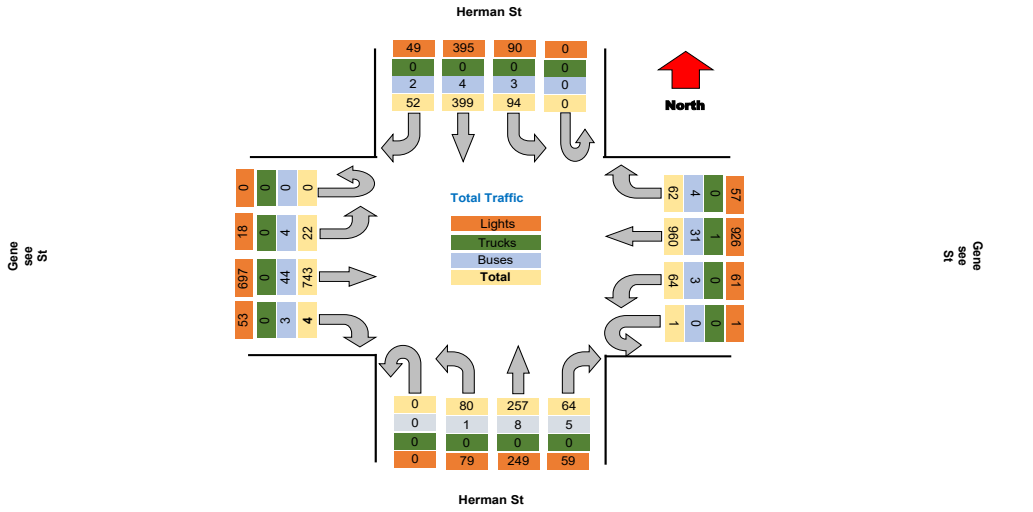 Herman St
49 395 90 0
0 0 0 0
2 4 3 0
52 399 94 0
North
0 0 0 0
18 0 4 22
697 0 44 743
53 0 3 4
Gene
see
St
Total Traffic
Lights
Trucks
Buses
Total
62 4 0 57
960 31 1 926
64 3 0 61
1 0 0 1
Gene
see
St
0 80 257 64
0 1 8 5
0 0 0 0
0 79 249 59
Herman St